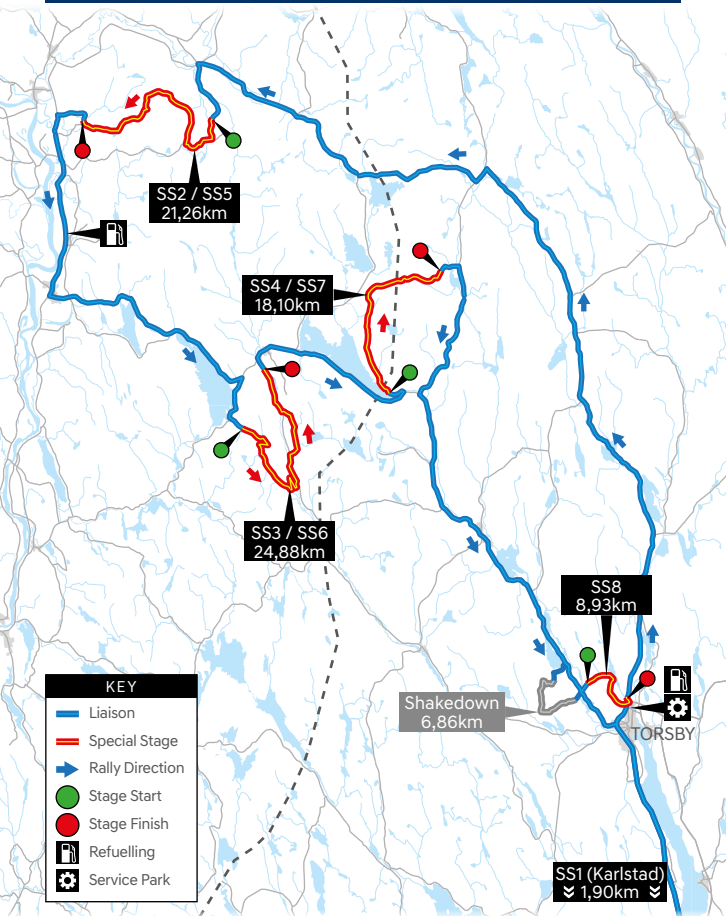 SS2 / SS5
21,26km
SS4 / SS7
18,10km
SS3 / SS6
24,88km
SS8
8,93km
Shakedown
6,86km
TORSBY
SS1 (Karlstad)
1,90km
KEY
Liaison
Special Stage
Rally Direction
Stage Start
Stage Finish
Refuelling
Service Park